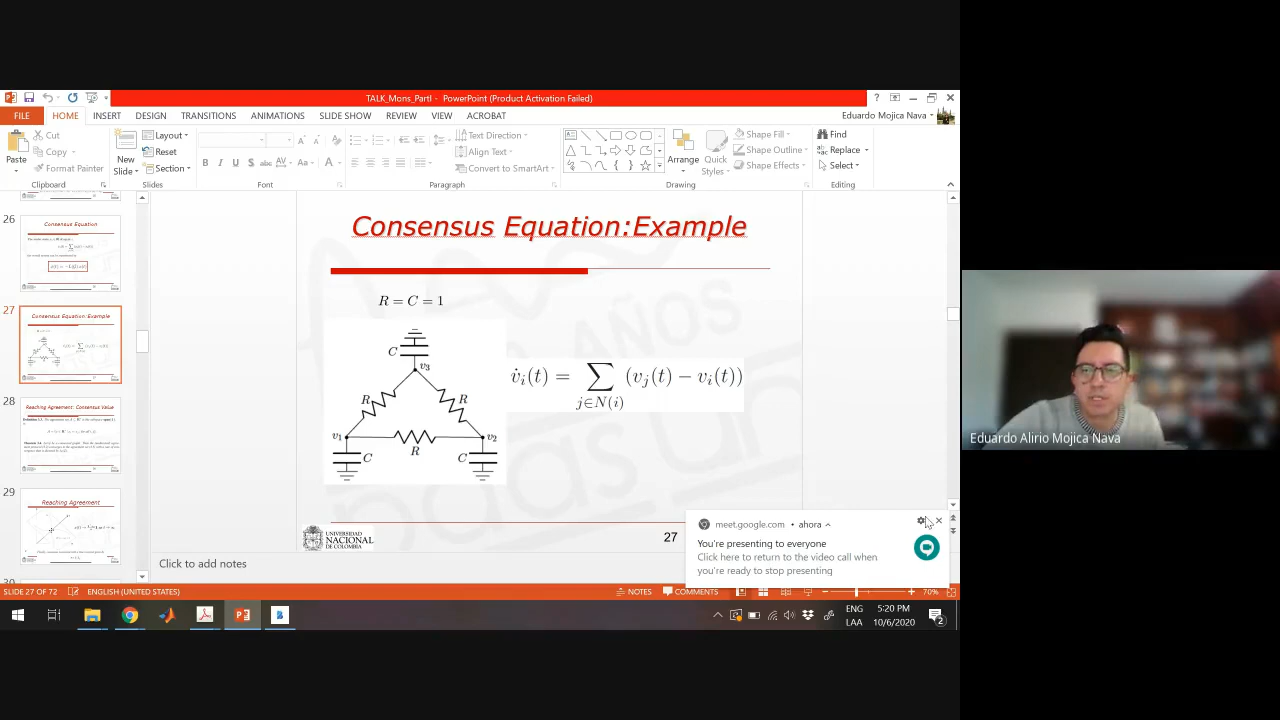 TALK_Mons_PartI - PowerPoint (Product Activation Failed)
FILE HOME INSERT DESIGN TRANSITIONS ANIMATIONS SLIDE SHOW REVIEW VIEW ACROBAT Eduardo Mojica Nava
Paste
Cut
Copy
Format Painter
Clipboard
New Slide
Layout
Reset
Section
Slides
B I U S abc AV Aa A
Font
Text Direction
Align Text
Convert to SmartArt
Paragraph
Arrange
Quick Styles
Shape Fill
Shape Outline
Shape Effects
Drawing
Find
Replace
Select
Editing
26
Consensus Equation
27
Consensus Equation:Example
28
Reaching Agreement: Consensus Value
29
Reaching Agreement
30
Consensus Equation:Example
R = C = 1
AÑOS
C
v₃
R R
v₁ v₂
R
C C
v̇ᵢ(t) = ∑ (vⱼ(t) − vᵢ(t))
j∈N(i)
UNIVERSIDAD
NACIONAL
DE COLOMBIA
27
Click to add notes
meet.google.com • ahora
You're presenting to everyone
Click here to return to the video call when
you're ready to stop presenting
SLIDE 27 OF 72 ENGLISH (UNITED STATES) NOTES COMMENTS 70%
ENG
LAA
5:20 PM
10/6/2020
2
Eduardo Alirio Mojica Nava